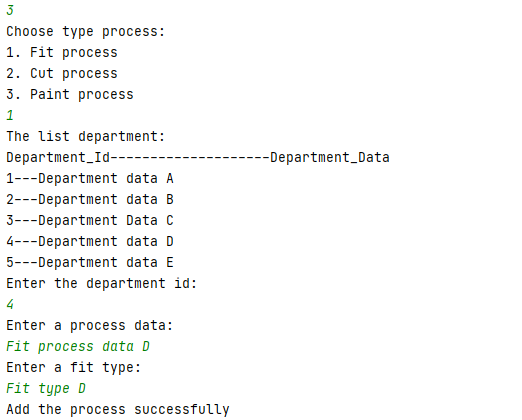 3
Choose type process:
1. Fit process
2. Cut process
3. Paint process
1
The list department:
Department_Id--------------------Department_Data
1---Department data A
2---Department data B
3---Department Data C
4---Department data D
5---Department data E
Enter the department id:
4
Enter a process data:
Fit process data D
Enter a fit type:
Fit type D
Add the process successfully